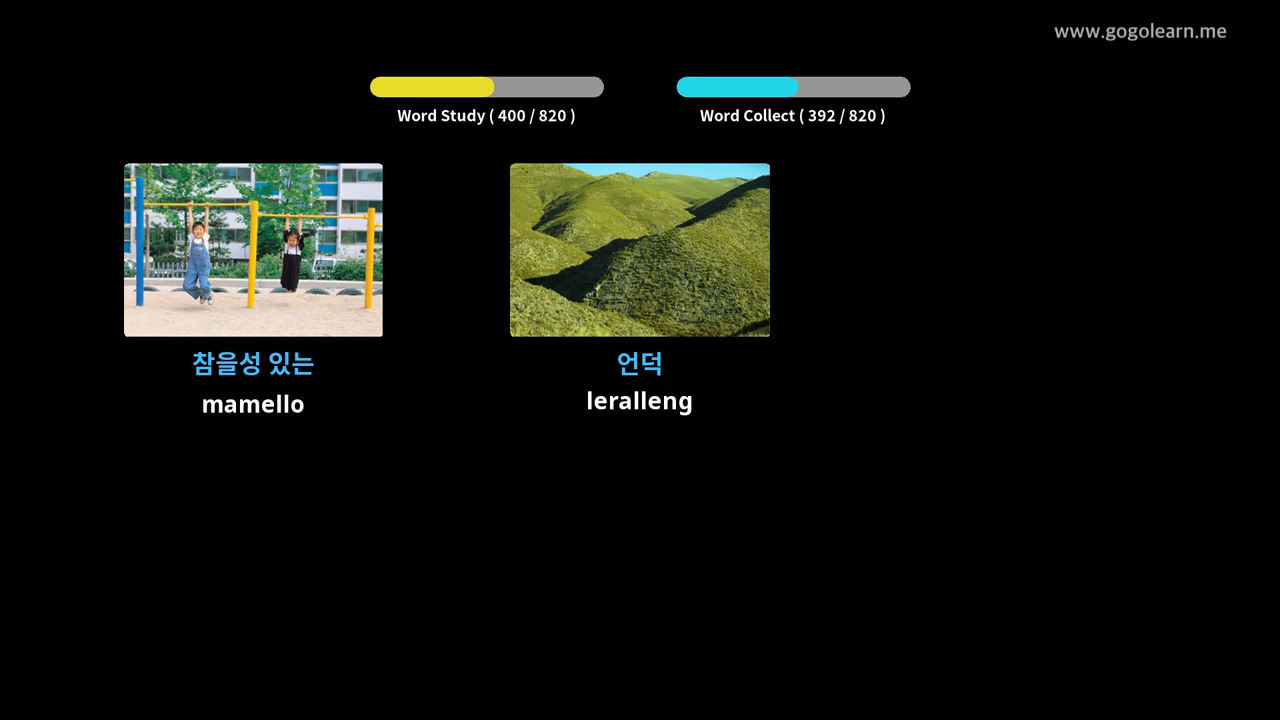 www.gogolearn.me
Word Study ( 400 / 820 )
Word Collect ( 392 / 820 )
참을성 있는
mamello
언덕
leralleng